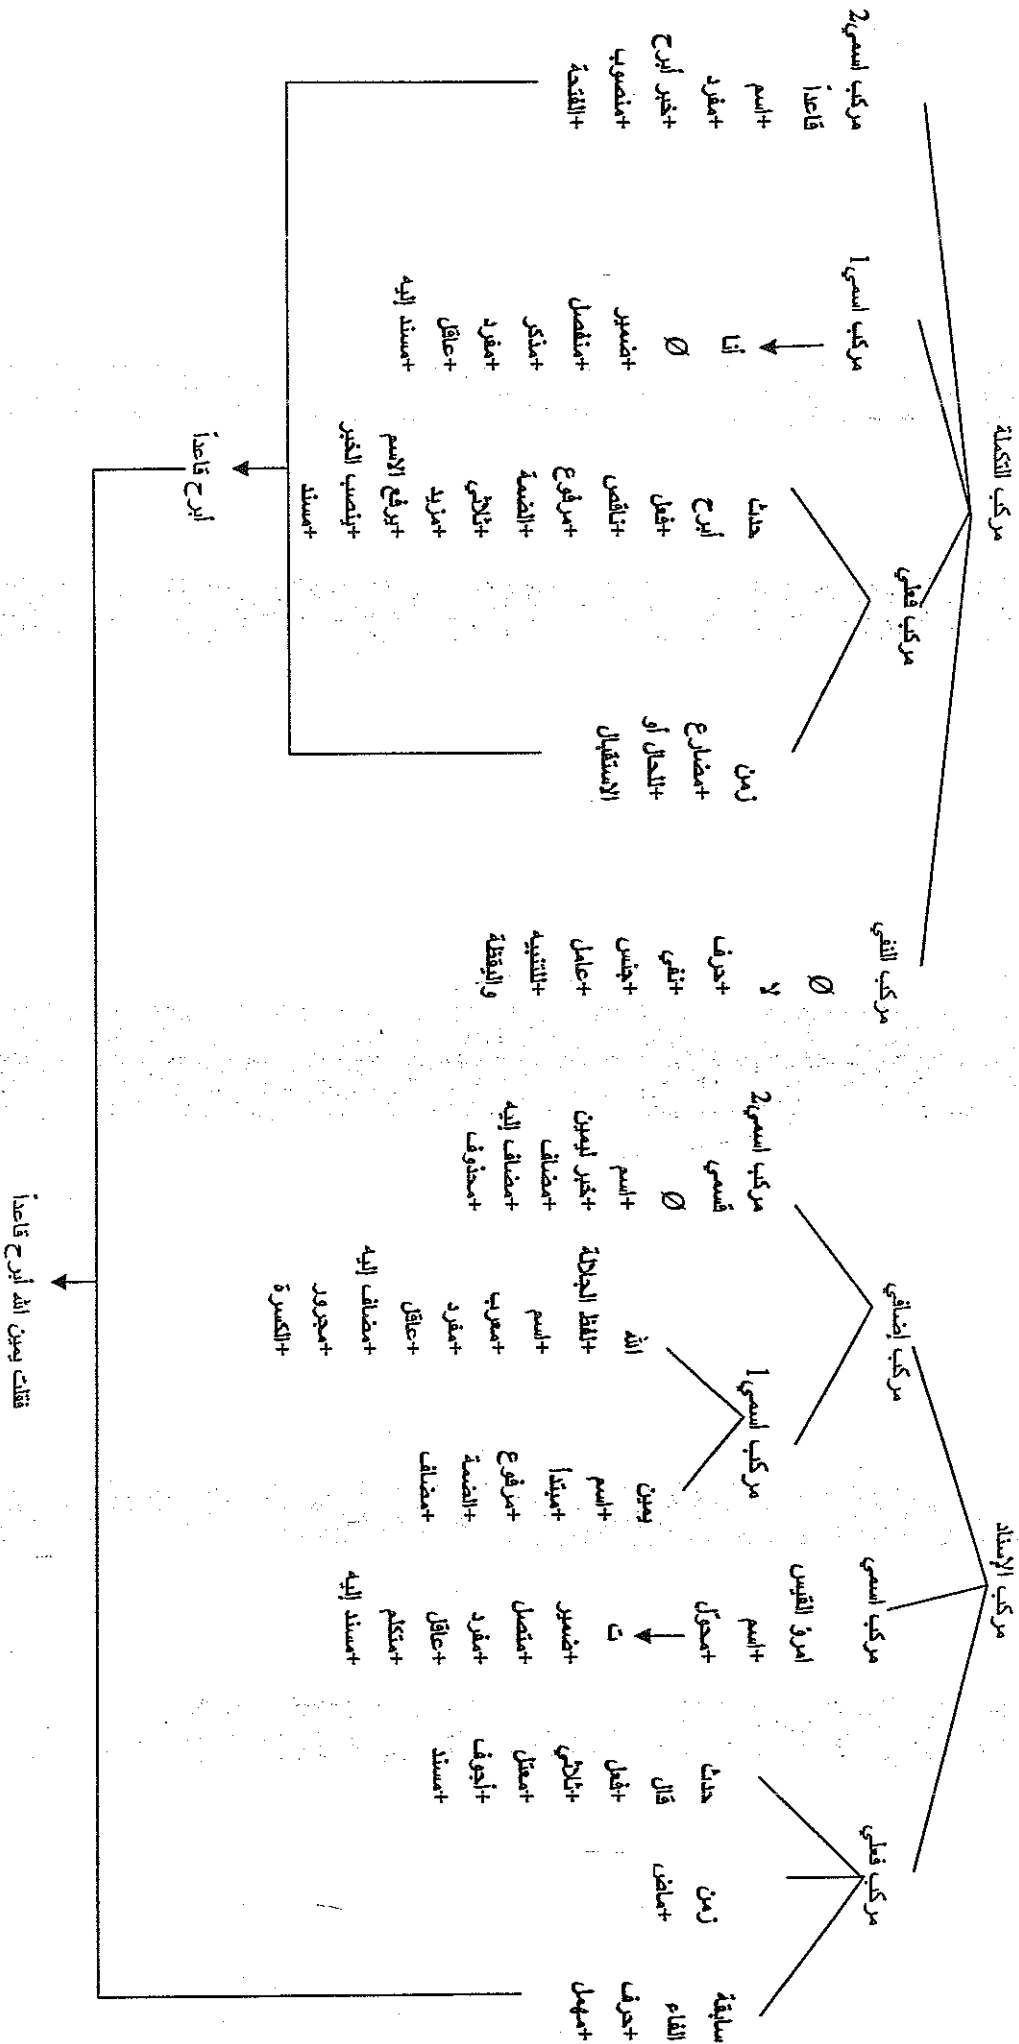 مركب الإسناد
مركب فعلي
سابقة
الفاء
+حرف
+مهمل
زمن
+ماض
حدث
قال
+فعل
+ثلاثي
+معتل
+أجوف
+مسند
مركب اسمي
امرؤ القيس
+اسم
+محوّل
ت
+ضمير
+متصل
+مفرد
+عاقل
+متكلم
+مسند إليه
مركب إضافي
مركب اسمي1
يمين
+اسم
+مبتدأ
+مرفوع
+الضمة
+مضاف
الله
+لفظ الجلالة
+اسم
+معرب
+مفرد
+عاقل
+مضاف إليه
+مجرور
+الكسرة
مركب اسمي2
قسمي
Ø
+اسم
+خبر ليمين
+مضاف
+مضاف إليه
+محذوف
مركب التكملة
مركب النفي
Ø
لا
+حرف
+نفي
+جنس
+عامل
+للتنبيه
واليقظة
مركب فعلي
زمن
+مضارع
+للحال أو
الاستقبال
حدث
أبرح
+فعل
+ناقص
+مرفوع
+الضمة
+ثلاثي
+مزيد
+يرفع الاسم
+ينصب الخبر
+مسند
مركب اسمي1
أنا
Ø
+ضمير
+منفصل
+مذكر
+مفرد
+عاقل
+مسند إليه
مركب اسمي2
قاعداً
+اسم
+مفرد
+خبر أبرح
+منصوب
+الفتحة
أبرح قاعداً
فقلت يمين الله أبرح قاعداً